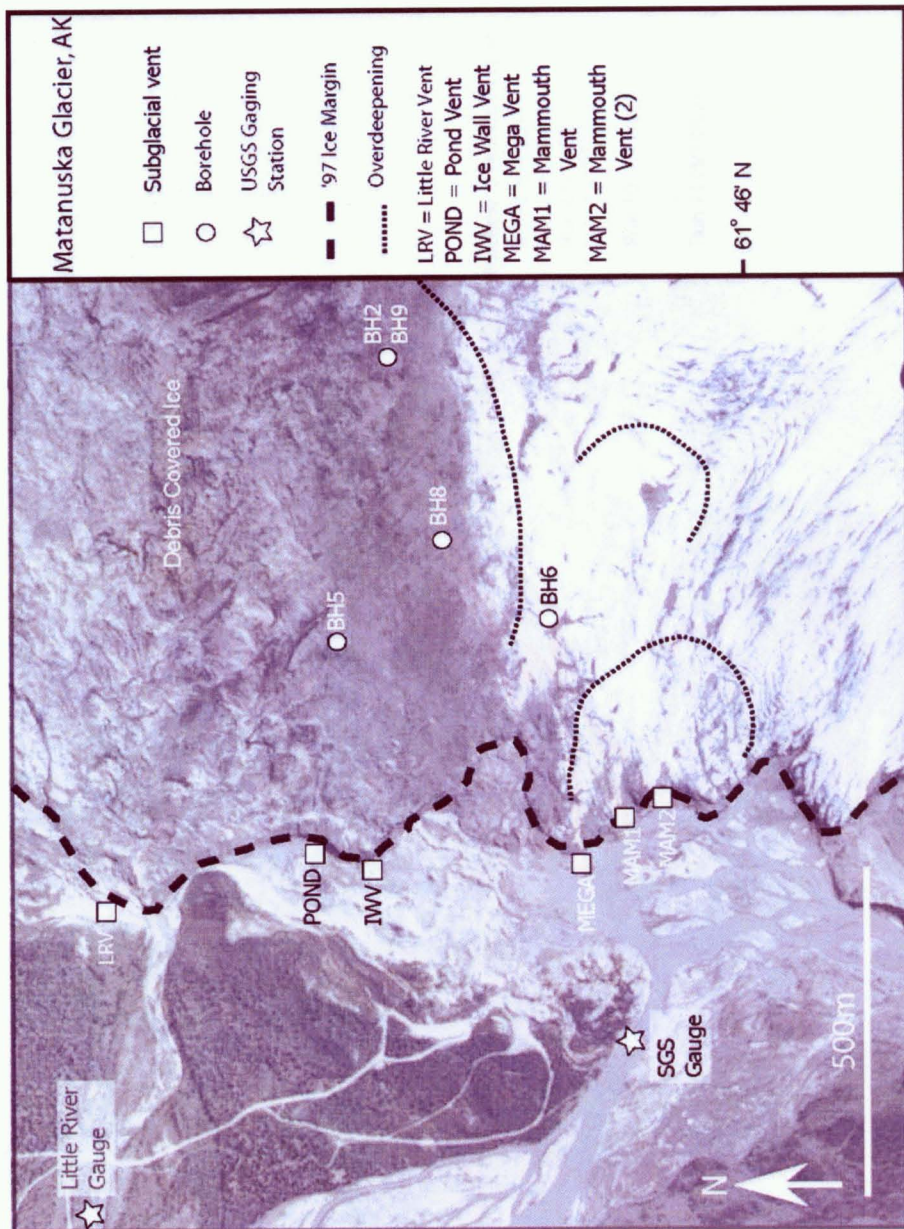 Matanuska Glacier, AK
Subglacial vent
Borehole
USGS Gaging
Station
'97 Ice Margin
Overdeepening
LRV = Little River Vent
POND = Pond Vent
IWV = Ice Wall Vent
MEGA = Mega Vent
MAM1 = Mammouth
Vent
MAM2 = Mammouth
Vent (2)
61° 46' N
Little River
Gauge
LRV
Debris Covered Ice
POND
IWV
BH5
BH2
BH9
BH8
BH6
MEGA
MAM1
MAM2
SGS
Gauge
N
500m